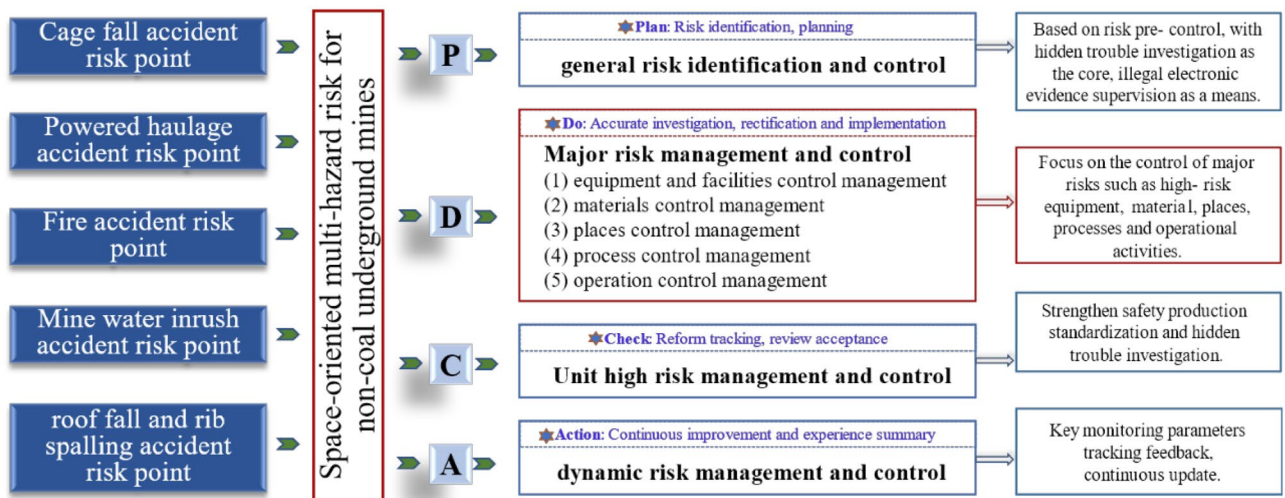 Cage fall accident
risk point
Powered haulage
accident risk point
Fire accident risk
point
Mine water inrush
accident risk point
roof fall and rib
spalling accident
risk point
Space-oriented multi-hazard risk for
non-coal underground mines
P
D
C
A
Plan: Risk identification, planning
general risk identification and control
Do: Accurate investigation, rectification and implementation
Major risk management and control
(1) equipment and facilities control management
(2) materials control management
(3) places control management
(4) process control management
(5) operation control management
Check: Reform tracking, review acceptance
Unit high risk management and control
Action: Continuous improvement and experience summary
dynamic risk management and control
Based on risk pre- control, with
hidden trouble investigation as
the core, illegal electronic
evidence supervision as a means.
Focus on the control of major
risks such as high- risk
equipment, material, places,
processes and operational
activities.
Strengthen safety production
standardization and hidden
trouble investigation.
Key monitoring parameters
tracking feedback,
continuous update.